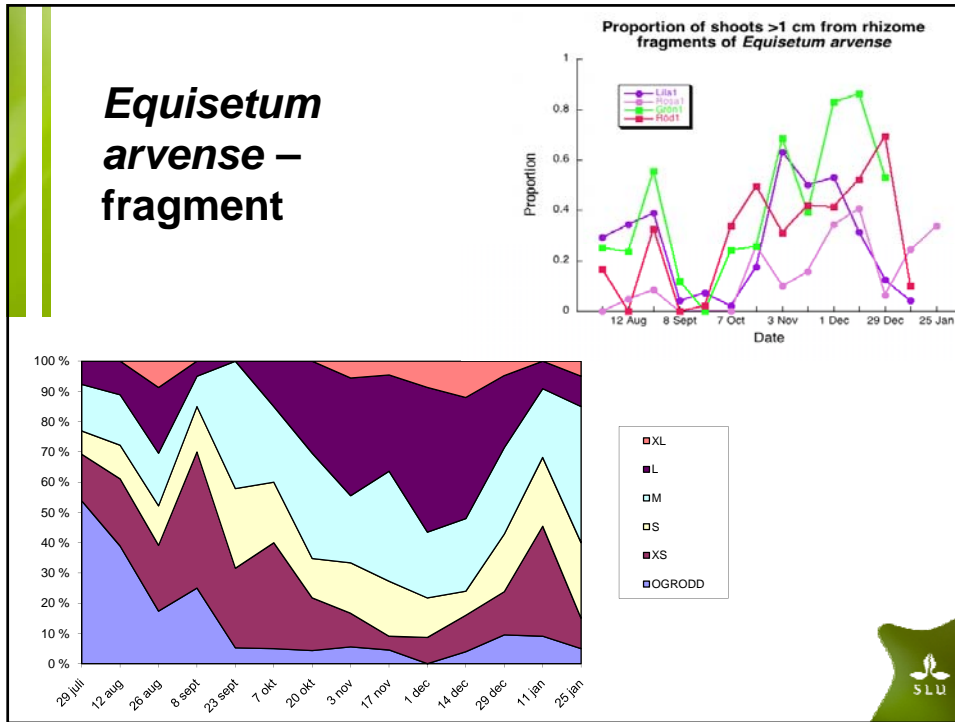 Equisetum
arvense –
fragment
Proportion of shoots >1 cm from rhizome
fragments of Equisetum arvense
1
0.8
0.6
0.4
0.2
0
Proportion
Lila1
Rosa1
Grön1
Röd1
12 Aug 8 Sept 7 Oct 3 Nov 1 Dec 29 Dec 25 Jan
Date
100 %
90 %
80 %
70 %
60 %
50 %
40 %
30 %
20 %
10 %
0 %
29 juli 12 aug 26 aug 8 sept 23 sept 7 okt 20 okt 3 nov 17 nov 1 dec 14 dec 29 dec 11 jan 25 jan
XL
L
M
S
XS
OGRODD
SLU